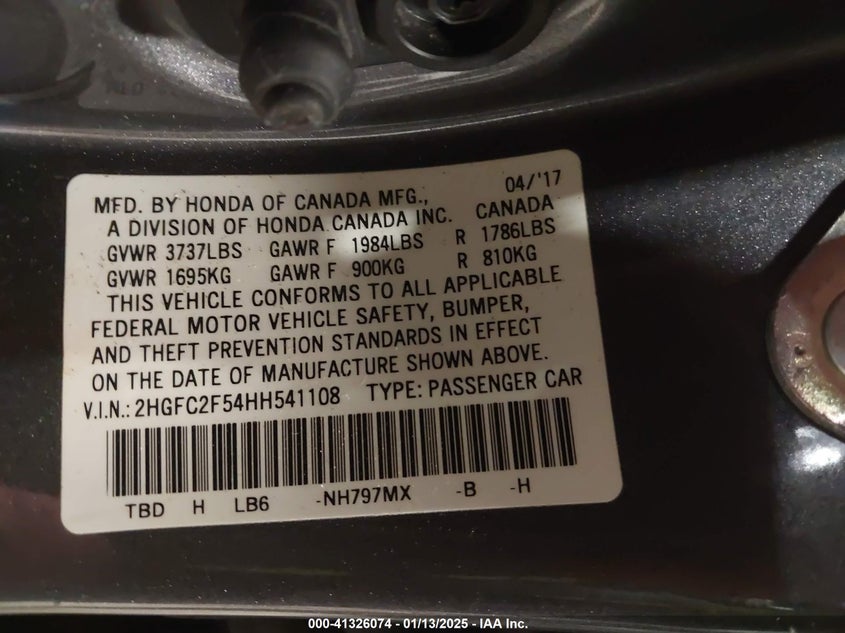 MFD. BY HONDA OF CANADA MFG., 04/'17
A DIVISION OF HONDA CANADA INC. CANADA
GVWR 3737LBS GAWR F 1984LBS R 1786LBS
GVWR 1695KG GAWR F 900KG R 810KG
THIS VEHICLE CONFORMS TO ALL APPLICABLE
FEDERAL MOTOR VEHICLE SAFETY, BUMPER,
AND THEFT PREVENTION STANDARDS IN EFFECT
ON THE DATE OF MANUFACTURE SHOWN ABOVE.
V.I.N.: 2HGFC2F54HH541108 TYPE: PASSENGER CAR
TBD H LB6 -NH797MX -B -H
000-41326074 - 01/13/2025 - IAA Inc.